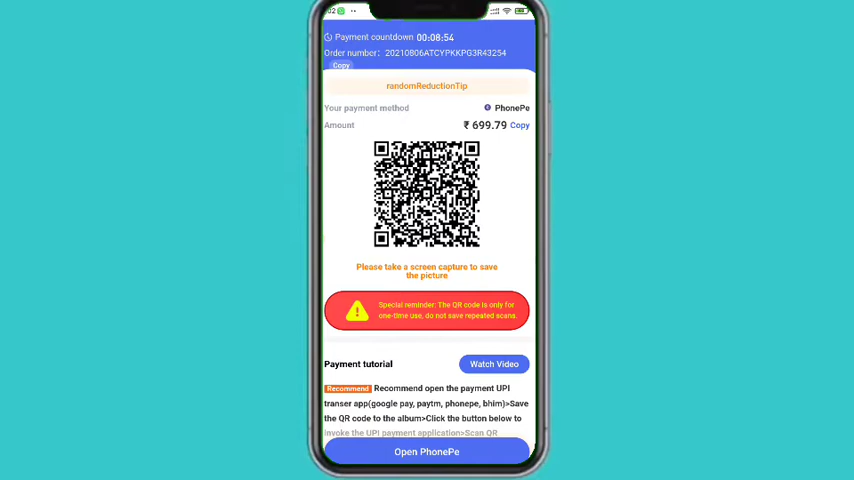 Payment countdown 00:08:54
Order number: 20210806ATCYPKKPG3R43254
Copy
randomReductionTip
Your payment method PhonePe
Amount ₹ 699.79 Copy
Please take a screen capture to save
the picture
Special reminder: The QR code is only for
one-time use, do not save repeated scans.
Payment tutorial Watch Video
Recommend Recommend open the payment UPI
transer app(google pay, paytm, phonepe, bhim)>Save
the QR code to the album>Click the button below to
invoke the UPI payment application>Scan QR
Open PhonePe